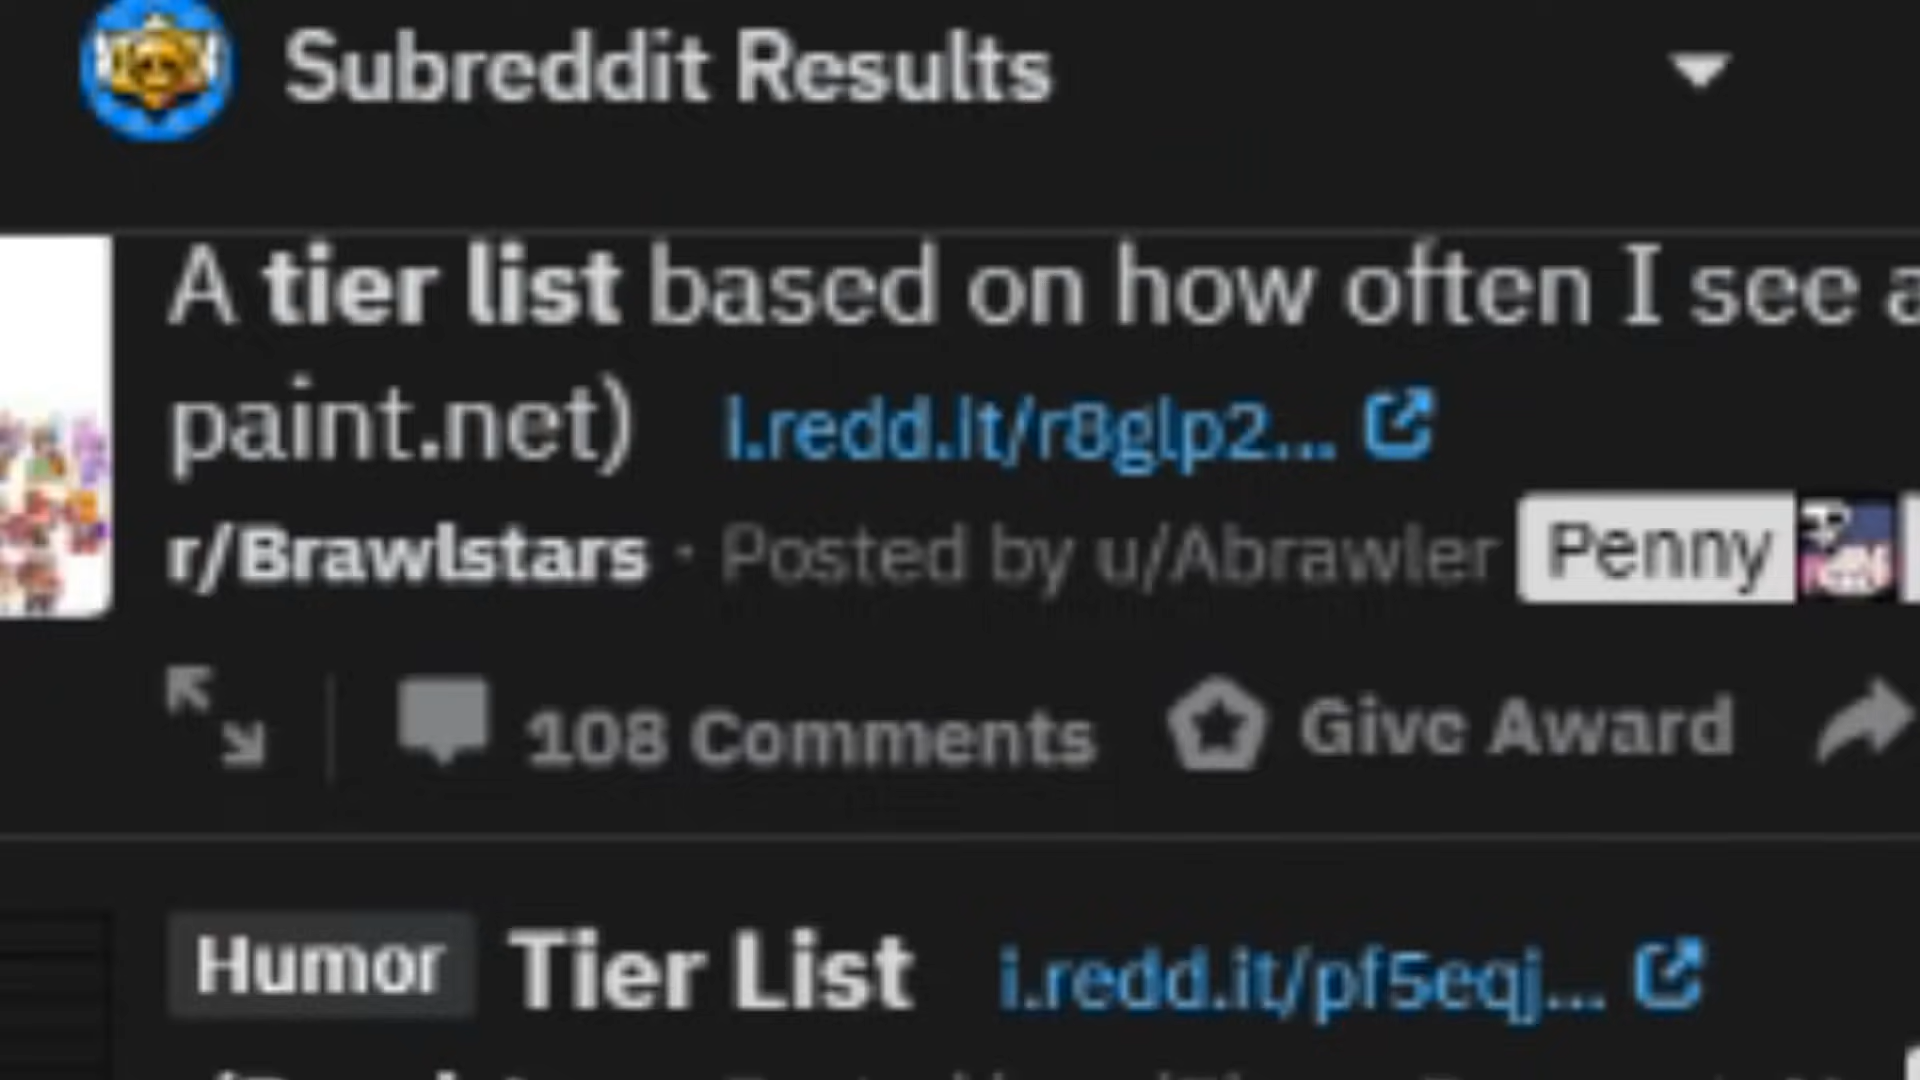 Subreddit Results
A tier list based on how often I see
paint.net) i.redd.it/r8glp2...
r/Brawlstars · Posted by u/Abrawler Penny
108 Comments Give Award
Humor Tier List i.redd.it/pf5eqj...